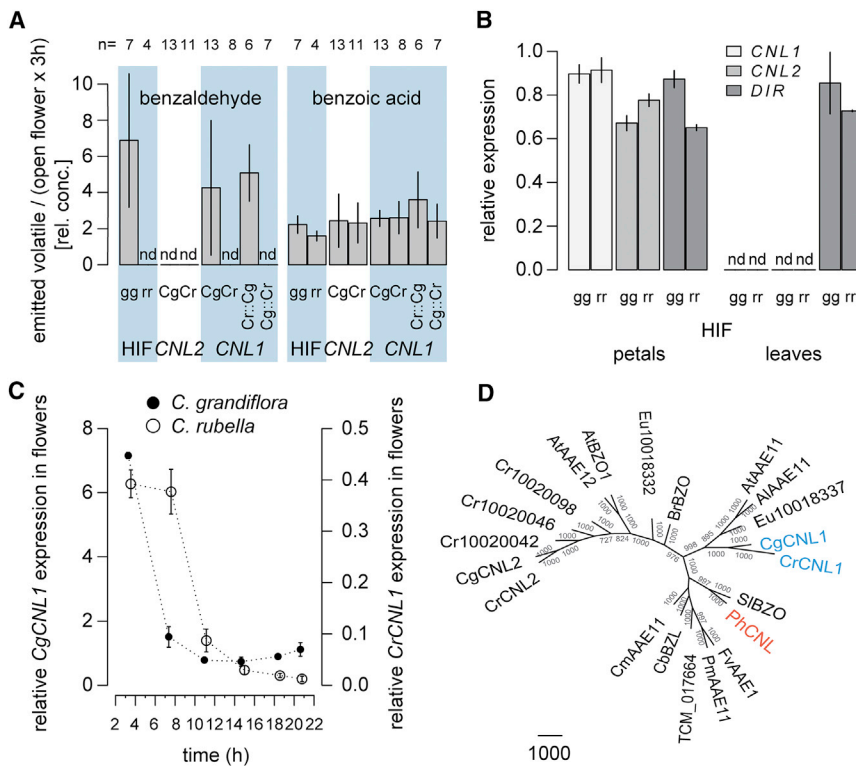 A
n= 7 4 13 11 13 8 6 7 7 4 13 11 13 8 6 7
emitted volatile / (open flower x 3h)
[rel. conc.]
10
8
6
4
2
0
benzaldehyde benzoic acid
nd nd nd nd nd
gg rr CgCr CgCr Cr::Cg Cg::Cr gg rr CgCr CgCr Cr::Cg Cg::Cr
HIF CNL2 CNL1 HIF CNL2 CNL1
B
relative expression
1.0
0.8
0.6
0.4
0.2
0.0
CNL1
CNL2
DIR
nd nd nd nd
gg rr gg rr gg rr gg rr gg rr gg rr
HIF
petals leaves
C
C. grandiflora
C. rubella
relative CgCNL1 expression in flowers
8
6
4
2
0
relative CrCNL1 expression in flowers
0.5
0.4
0.3
0.2
0.1
0.0
2 4 6 8 10 12 14 16 18 20 22
time (h)
D
Eu10018332
AtBZO1
AtAAE12
Cr10020098
Cr10020046
Cr10020042
CgCNL2
CrCNL2
BrBZO
AtAAE11
AlAAE11
Eu10018337
CgCNL1
CrCNL1
SlBZO
PhCNL
FvAAE1
PmAAE11
TCM_017664
CbBZL
CmAAE11
727 824 976 998 895 997 997
1000